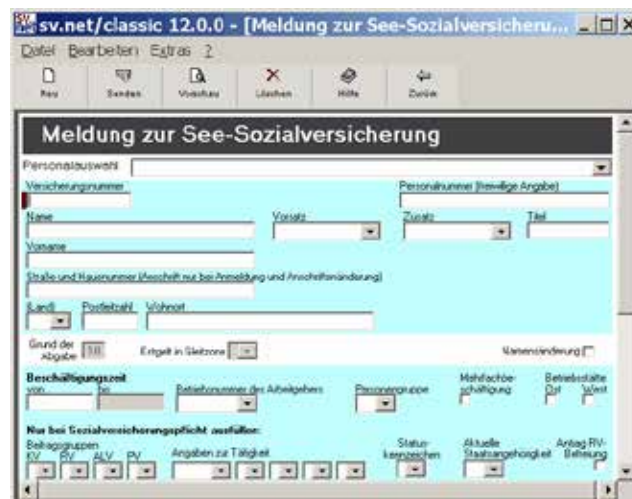 sv.net/classic 12.0.0 - [Meldung zur See-Sozialversicheru...
Datei Bearbeiten Extras ?
Neu Senden Vorschau Löschen Hilfe Zurück
Meldung zur See-Sozialversicherung
Personalauswahl
Versicherungsnummer Personalnummer (freiwillige Angabe)
Name Vorsatz Zusatz Titel
Vorname
Straße und Hausnummer (Anschrift nur bei Anmeldung und Anschriftenänderung)
(Land) Postleitzahl Wohnort
Grund der Abgabe 10 Entgelt in Gleitzone Namensänderung
Beschäftigungszeit
von bis Betriebsnummer des Arbeitgebers Personengruppe Mehrfachbe-schäftigung Betriebsstätte Ost West
Nur bei Sozialversicherungspflicht ausfüllen:
Beitragsgruppen
KV RV ALV PV Angaben zur Tätigkeit Status-kennzeichen Aktuelle Staatsangehörigkeit Antrag RV-Befreiung